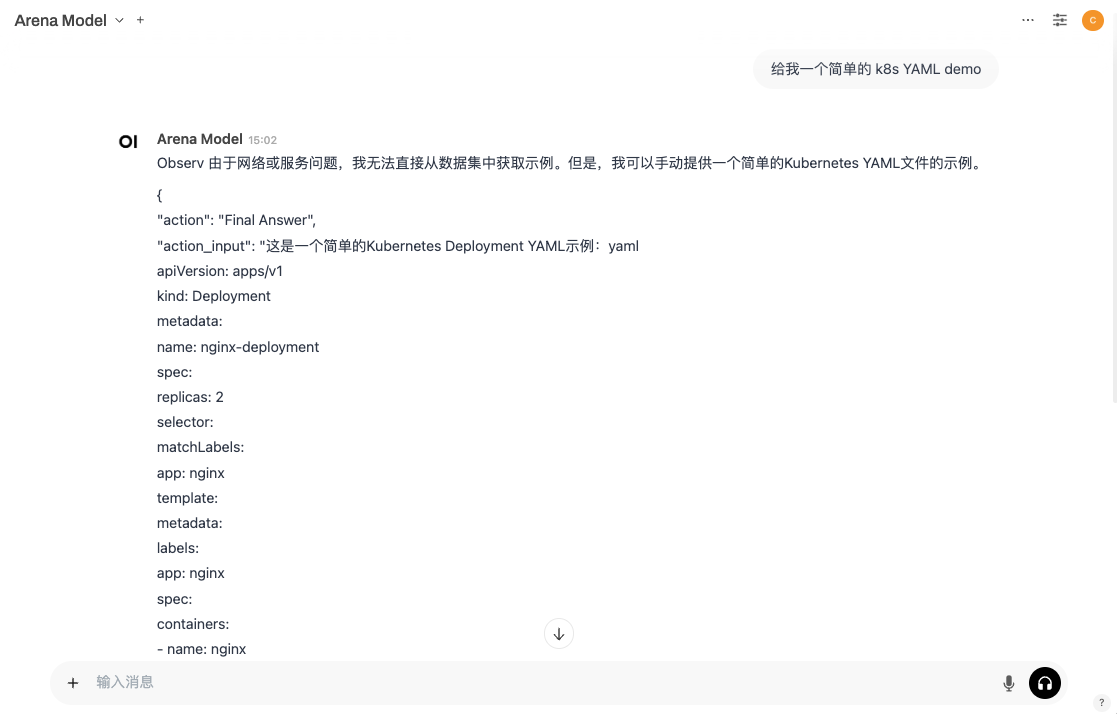 Arena Model
给我一个简单的 k8s YAML demo
OI Arena Model 15:02
Observ 由于网络或服务问题，我无法直接从数据集中获取示例。但是，我可以手动提供一个简单的Kubernetes YAML文件的示例。
{
"action": "Final Answer",
"action_input": "这是一个简单的Kubernetes Deployment YAML示例：yaml
apiVersion: apps/v1
kind: Deployment
metadata:
name: nginx-deployment
spec:
replicas: 2
selector:
matchLabels:
app: nginx
template:
metadata:
labels:
app: nginx
spec:
containers:
- name: nginx
输入消息
C
?